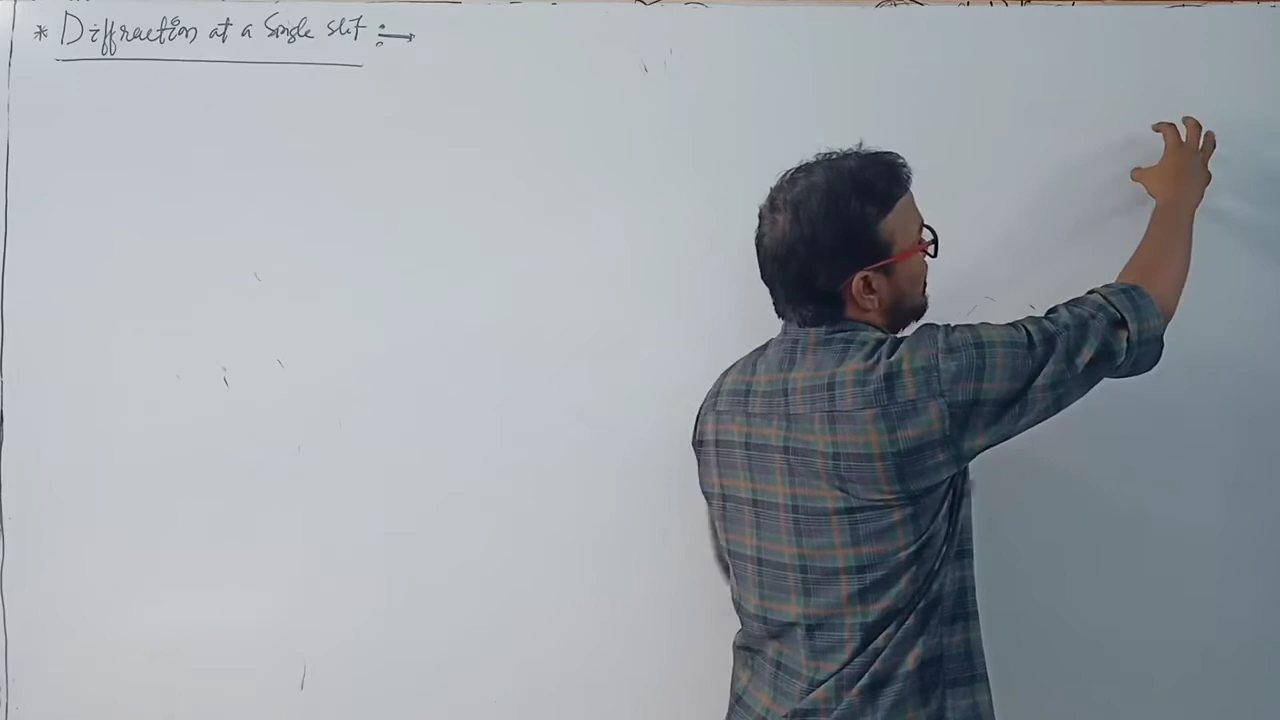 * Diffraction at a Single slit :→